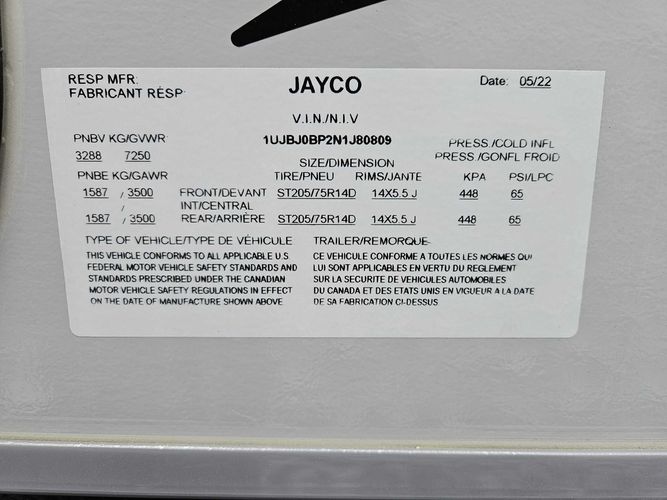 RESP MFR: JAYCO Date: 05/22
FABRICANT RÉSP:
V.I.N./N.I.V
PNBV KG/GVWR 1UJBJ0BP2N1J80809 PRESS./COLD INFL
3288 7250 SIZE/DIMENSION PRESS./GONFL FROID
PNBE KG/GAWR TIRE/PNEU RIMS/JANTE KPA PSI/LPC
1587 / 3500 FRONT/DEVANT ST205/75R14D 14X5.5 J 448 65
INT/CENTRAL
1587 / 3500 REAR/ARRIÈRE ST205/75R14D 14X5.5 J 448 65
TYPE OF VEHICLE/TYPE DE VÉHICULE TRAILER/REMORQUE
THIS VEHICLE CONFORMS TO ALL APPLICABLE U.S.
FEDERAL MOTOR VEHICLE SAFETY STANDARDS AND
STANDARDS PRESCRIBED UNDER THE CANADIAN
MOTOR VEHICLE SAFETY REGULATIONS IN EFFECT
ON THE DATE OF MANUFACTURE SHOWN ABOVE
CE VEHICULE CONFORME A TOUTES LES NORMES QUI
LUI SONT APPLICABLES EN VERTU DU REGLEMENT
SUR LA SECURITE DE VEHICULES AUTOMOBILES
DU CANADA ET DES ETATS UNIS EN VIGUEUR A LA DATE
DE SA FABRICATION CI-DESSUS